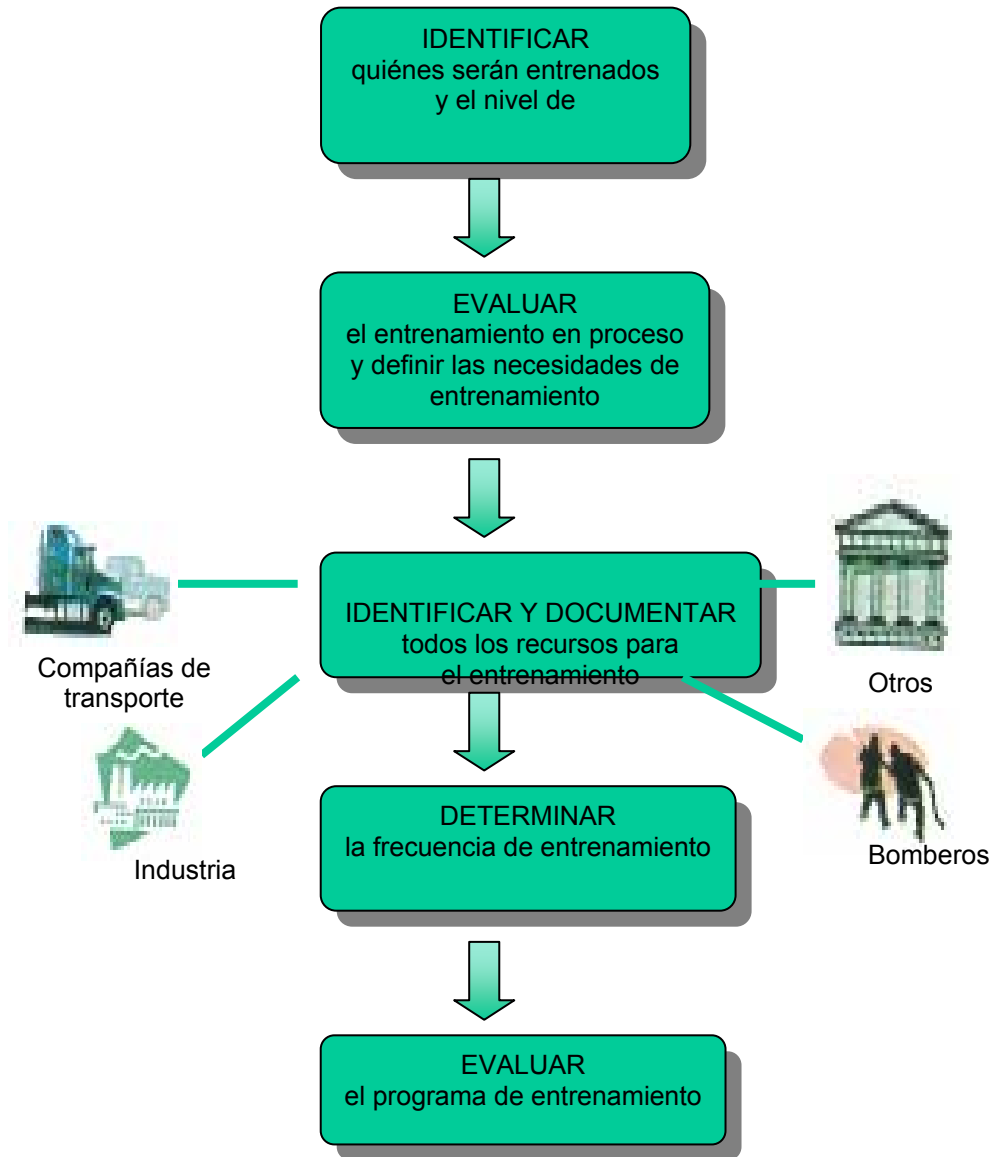 IDENTIFICAR
quiénes serán entrenados
y el nivel de
EVALUAR
el entrenamiento en proceso
y definir las necesidades de
entrenamiento
Compañías de
transporte
IDENTIFICAR Y DOCUMENTAR
todos los recursos para
el entrenamiento
Otros
Industria
DETERMINAR
la frecuencia de entrenamiento
Bomberos
EVALUAR
el programa de entrenamiento